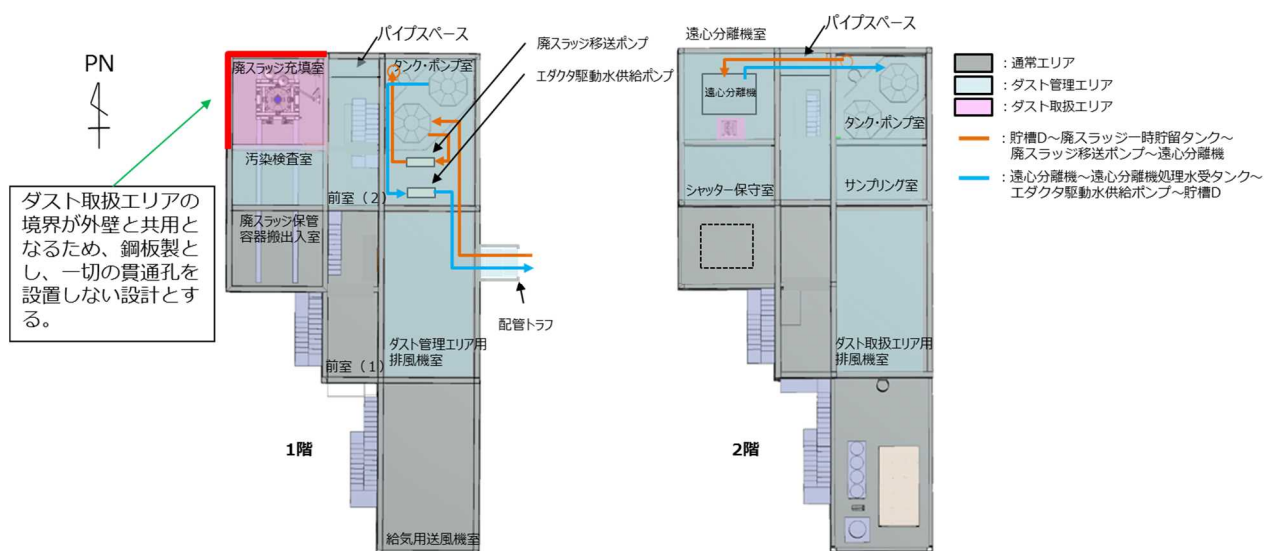 PN
パイプスペース
廃スラッジ移送ポンプ
エダクタ駆動水供給ポンプ
廃スラッジ充填室
タンク・ポンプ室
汚染検査室
前室（2）
廃スラッジ保管
容器搬出入室
ダスト取扱エリアの
境界が外壁と共用と
なるため、鋼板製と
し、一切の貫通孔を
設置しない設計とす
る。
配管トラフ
ダスト管理エリア用
排風機室
前室（1）
1階
給気用送風機室
遠心分離機室
パイプスペース
遠心分離機
タンク・ポンプ室
シャッター保守室
サンプリング室
ダスト取扱エリア用
排風機室
2階
：通常エリア
：ダスト管理エリア
：ダスト取扱エリア
：貯槽D～廃スラッジ一時貯留タンク～
廃スラッジ移送ポンプ～遠心分離機
：遠心分離機～遠心分離機処理水受タンク～
エダクタ駆動水供給ポンプ～貯槽D